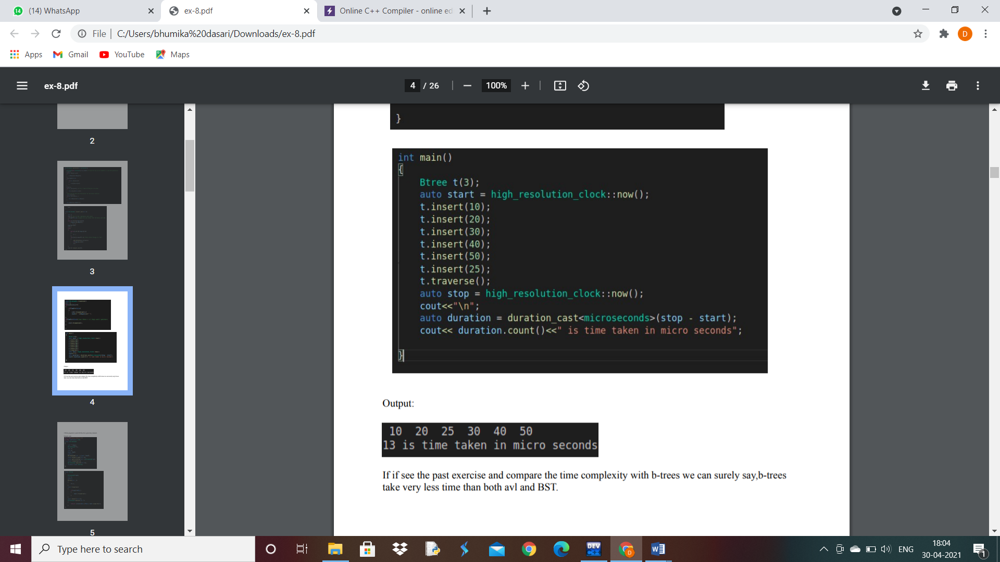 (14) WhatsApp
ex-8.pdf
Online C++ Compiler - online ed
File
C:/Users/bhumika%20dasari/Downloads/ex-8.pdf
D
Apps
Gmail
YouTube
Maps
ex-8.pdf
4 / 26
100%
2
3
4
5
}
int main()
{
Btree t(3);
auto start = high_resolution_clock::now();
t.insert(10);
t.insert(20);
t.insert(30);
t.insert(40);
t.insert(50);
t.insert(25);
t.traverse();
auto stop = high_resolution_clock::now();
cout<<"\n";
auto duration = duration_cast<microseconds>(stop - start);
cout<< duration.count()<<" is time taken in micro seconds";
}
Output:
10 20 25 30 40 50
13 is time taken in micro seconds
If if see the past exercise and compare the time complexity with b-trees we can surely say,b-trees
take very less time than both avl and BST.
Type here to search
DEV
C++
D
W
ENG
18:04
30-04-2021
1